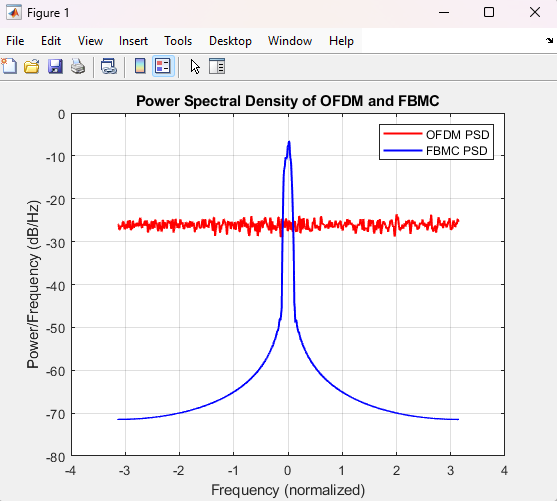 Figure 1
File Edit View Insert Tools Desktop Window Help
Power Spectral Density of OFDM and FBMC
OFDM PSD
FBMC PSD
Power/Frequency (dB/Hz)
0
-10
-20
-30
-40
-50
-60
-70
-80
-4 -3 -2 -1 0 1 2 3 4
Frequency (normalized)